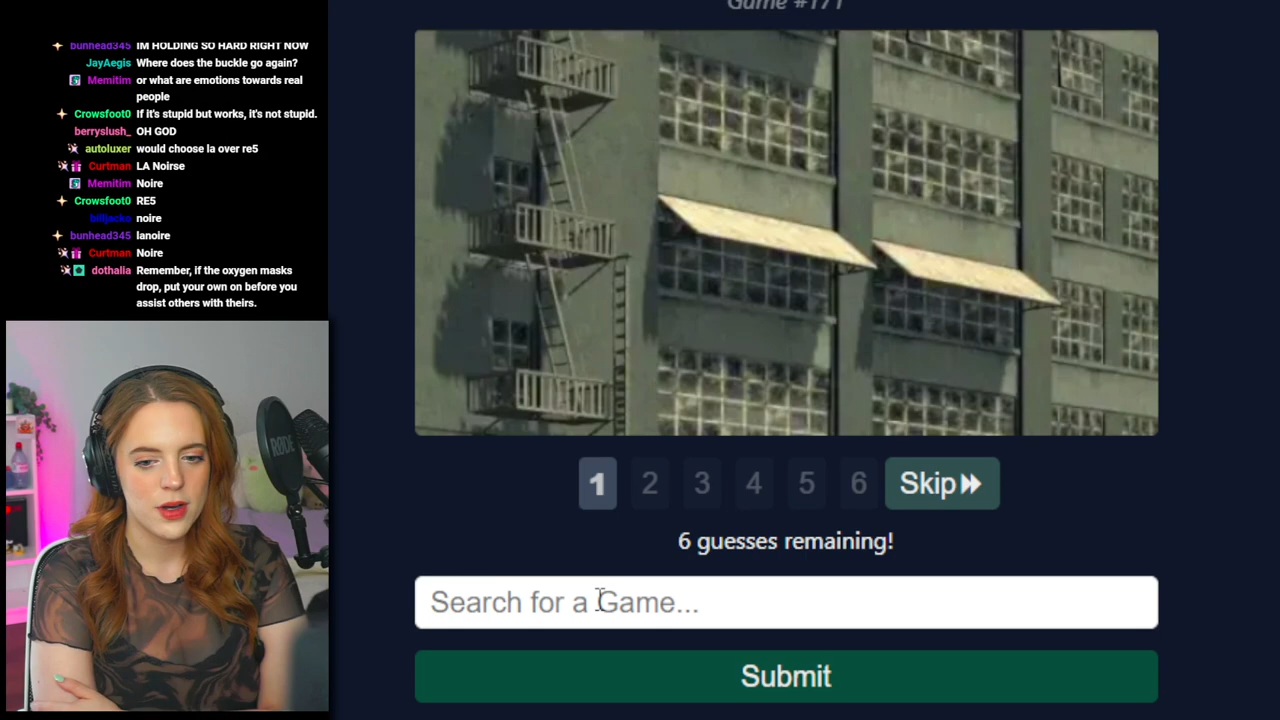 Game #171
bunhead345 IM HOLDING SO HARD RIGHT NOW
JayAegis Where does the buckle go again?
Memitim or what are emotions towards real
people
Crowsfoot0 If it's stupid but works, it's not stupid.
berryslush_ OH GOD
autoluxer would choose la over re5
Curtman LA Noirse
Memitim Noire
Crowsfoot0 RE5
billjacko noire
bunhead345 lanoire
Curtman Noire
dothalia Remember, if the oxygen masks
drop, put your own on before you
assist others with theirs.
RØDE
1 2 3 4 5 6 Skip
6 guesses remaining!
Search for a Game...
Submit